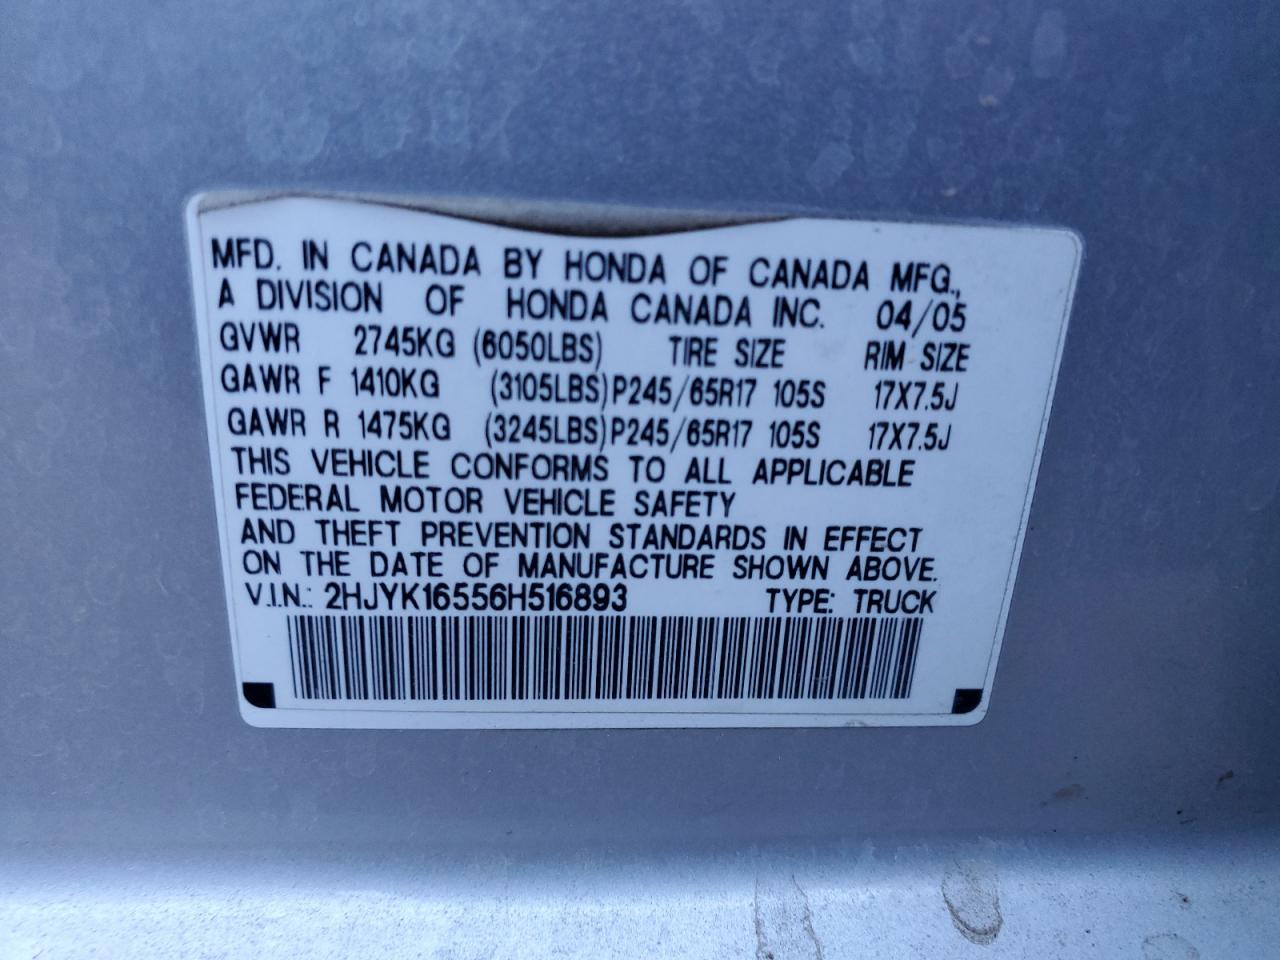 MFD. IN CANADA BY HONDA OF CANADA MFG.,
A DIVISION OF HONDA CANADA INC. 04/05
GVWR 2745KG (6050LBS) TIRE SIZE RIM SIZE
GAWR F 1410KG (3105LBS) P245/65R17 105S 17X7.5J
GAWR R 1475KG (3245LBS) P245/65R17 105S 17X7.5J
THIS VEHICLE CONFORMS TO ALL APPLICABLE
FEDERAL MOTOR VEHICLE SAFETY
AND THEFT PREVENTION STANDARDS IN EFFECT
ON THE DATE OF MANUFACTURE SHOWN ABOVE.
V.I.N.: 2HJYK16556H516893 TYPE: TRUCK